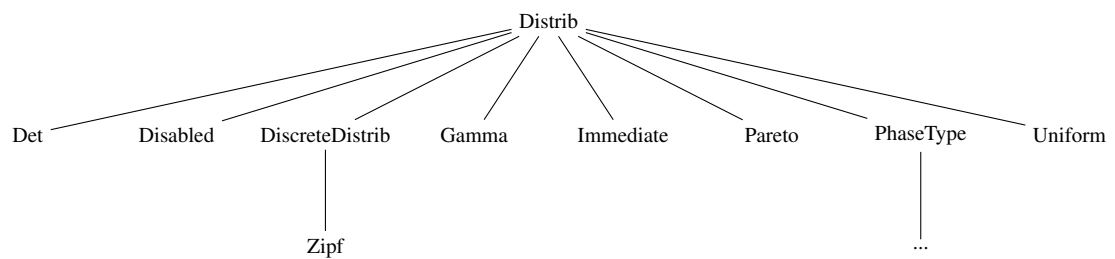 Distrib
Det Disabled DiscreteDistrib Gamma Immediate Pareto PhaseType Uniform
Zipf ...